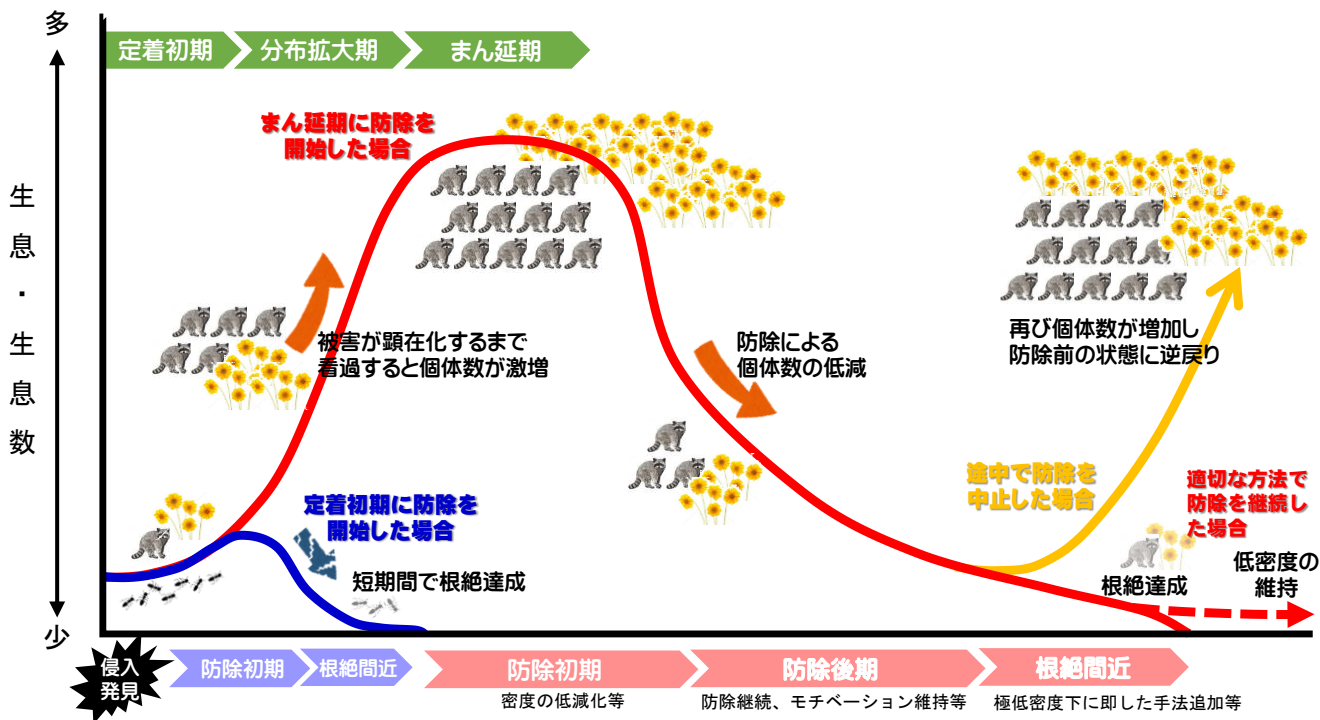 多
定着初期
分布拡大期
まん延期
まん延期に防除を
開始した場合
生息・生息数
被害が顕在化するまで
看過すると個体数が激増
防除による
個体数の低減
再び個体数が増加し
防除前の状態に逆戻り
定着初期に防除を
開始した場合
途中で防除を
中止した場合
適切な方法で
防除を継続し
た場合
短期間で根絶達成
根絶達成
低密度の
維持
少
侵入
発見
防除初期
根絶間近
防除初期
防除後期
根絶間近
密度の低減化等
防除継続、モチベーション維持等
極低密度下に即した手法追加等